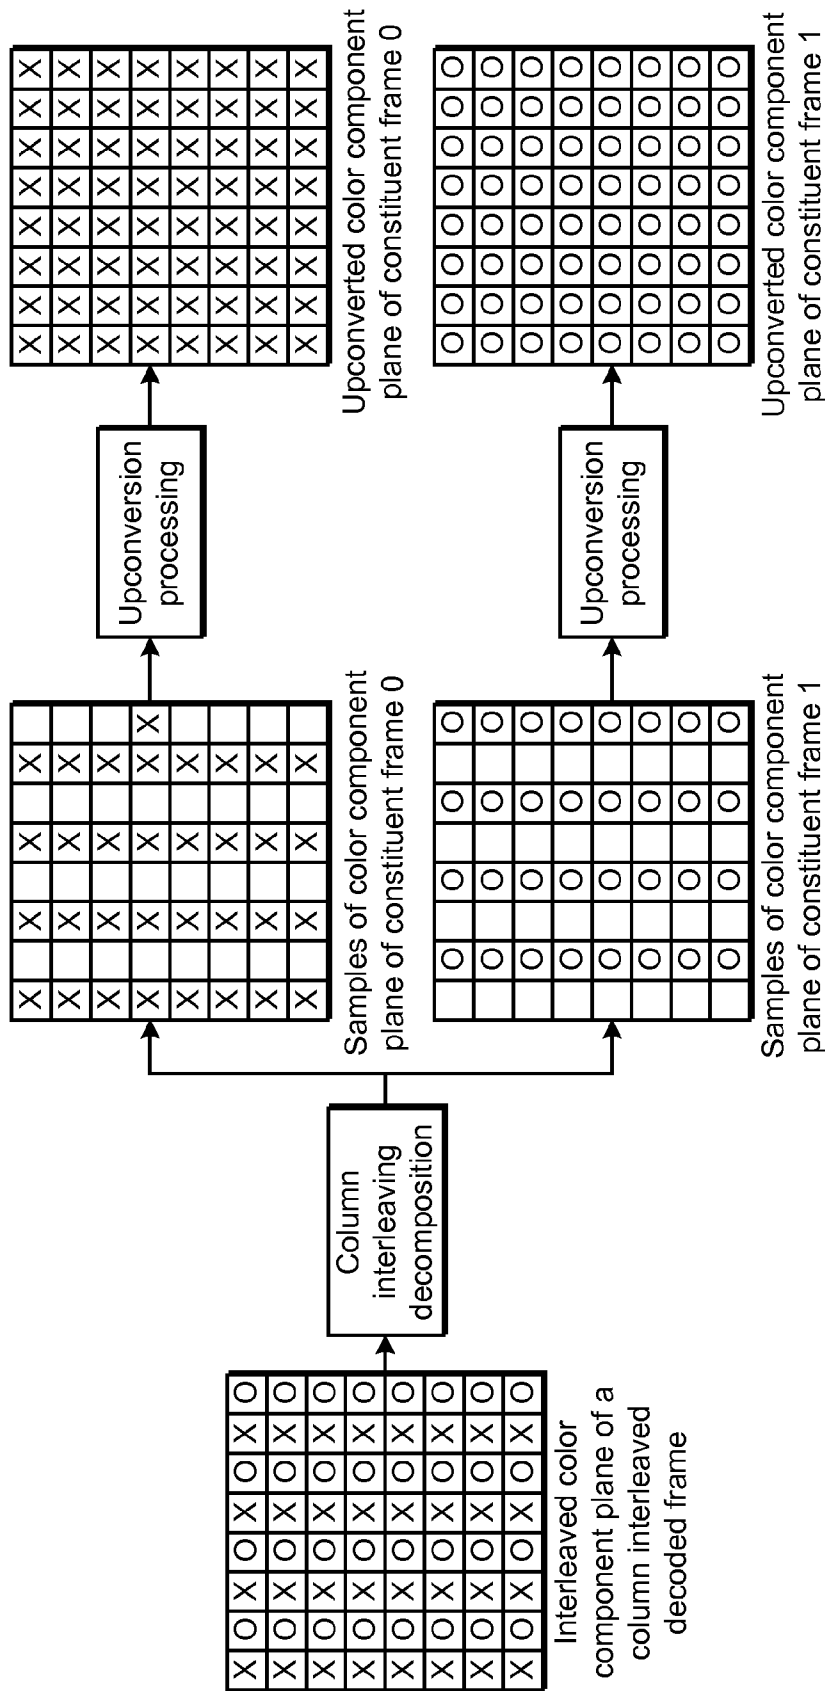 X O X O X O X O
X O X O X O X O
X O X O X O X O
X O X O X O X O
X O X O X O X O
X O X O X O X O
X O X O X O X O
X O X O X O X O
Interleaved color
component plane of a
column interleaved
decoded frame
Column
interleaving
decomposition
X X X X
X X X X
X X X X
X X X X X
X X X X
X X X X
X X X X
X X X X
Samples of color component
plane of constituent frame 0
Upconversion
processing
X X X X X X X X
X X X X X X X X
X X X X X X X X
X X X X X X X X
X X X X X X X X
X X X X X X X X
X X X X X X X X
X X X X X X X X
Upconverted color component
plane of constituent frame 0
O O O O
O O O O
O O O O
O O O O
O O O O
O O O O
O O O O
O O O O
Samples of color component
plane of constituent frame 1
Upconversion
processing
O O O O O O O O
O O O O O O O O
O O O O O O O O
O O O O O O O O
O O O O O O O O
O O O O O O O O
O O O O O O O O
O O O O O O O O
Upconverted color component
plane of constituent frame 1